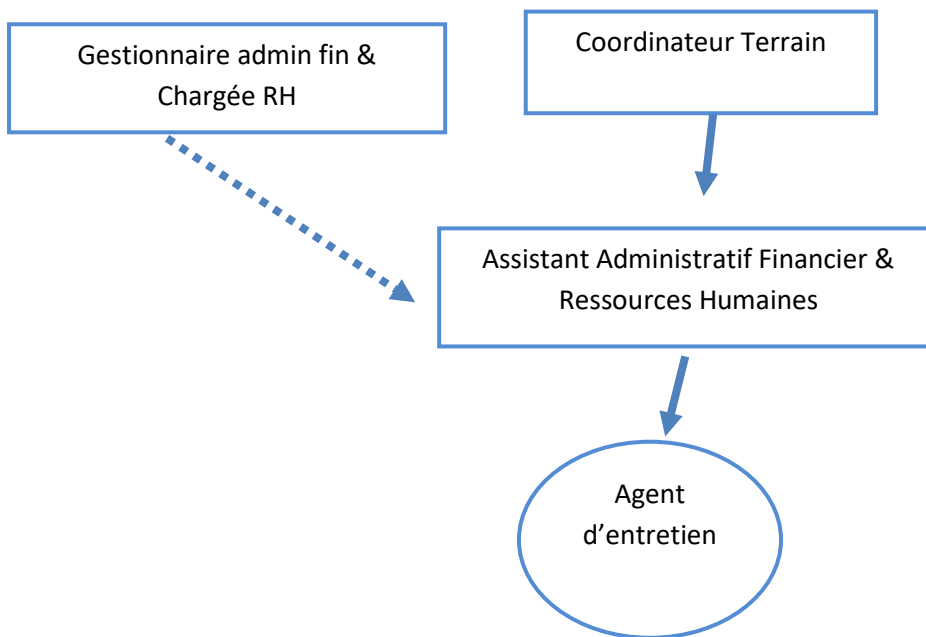 Gestionnaire admin fin &
Chargée RH
Coordinateur Terrain
Assistant Administratif Financier &
Ressources Humaines
Agent
d’entretien